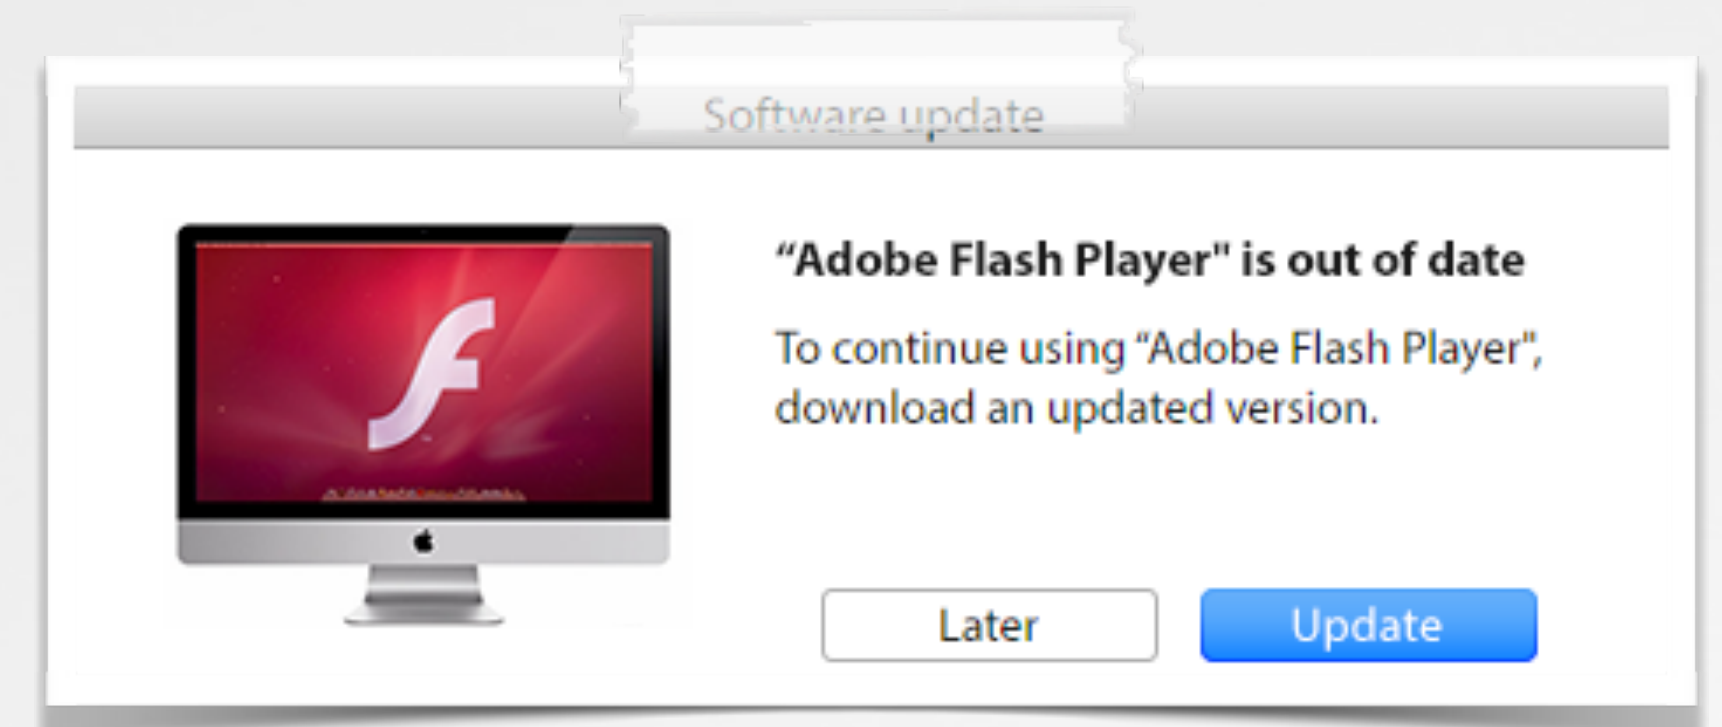 Software update
“Adobe Flash Player" is out of date
To continue using “Adobe Flash Player",
download an updated version.
Later
Update